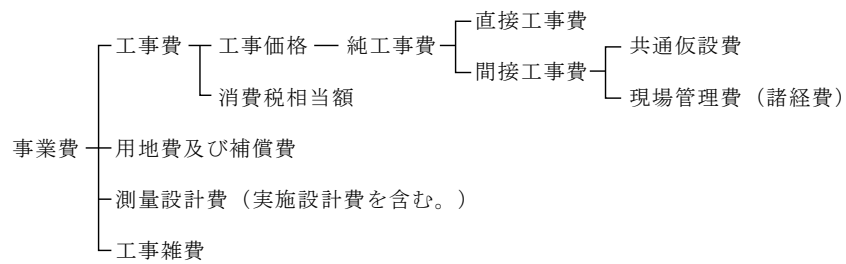 直接工事費
工事費 工事価格 純工事費 共通仮設費
間接工事費
消費税相当額 現場管理費（諸経費）
事業費 用地費及び補償費
測量設計費（実施設計費を含む。）
工事雑費